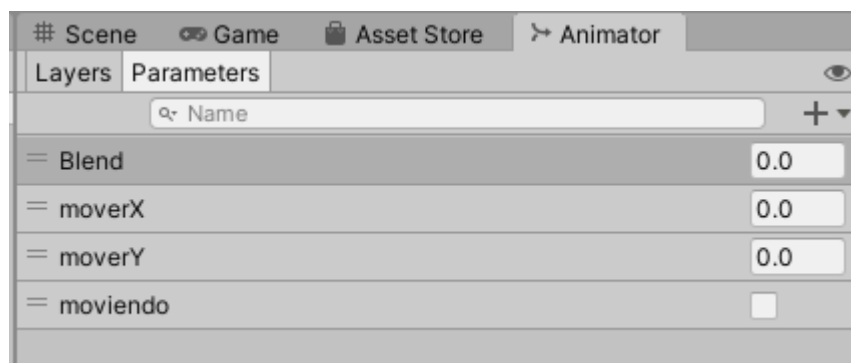 Scene Game Asset Store Animator
Layers Parameters
Name
Blend 0.0
moverX 0.0
moverY 0.0
moviendo